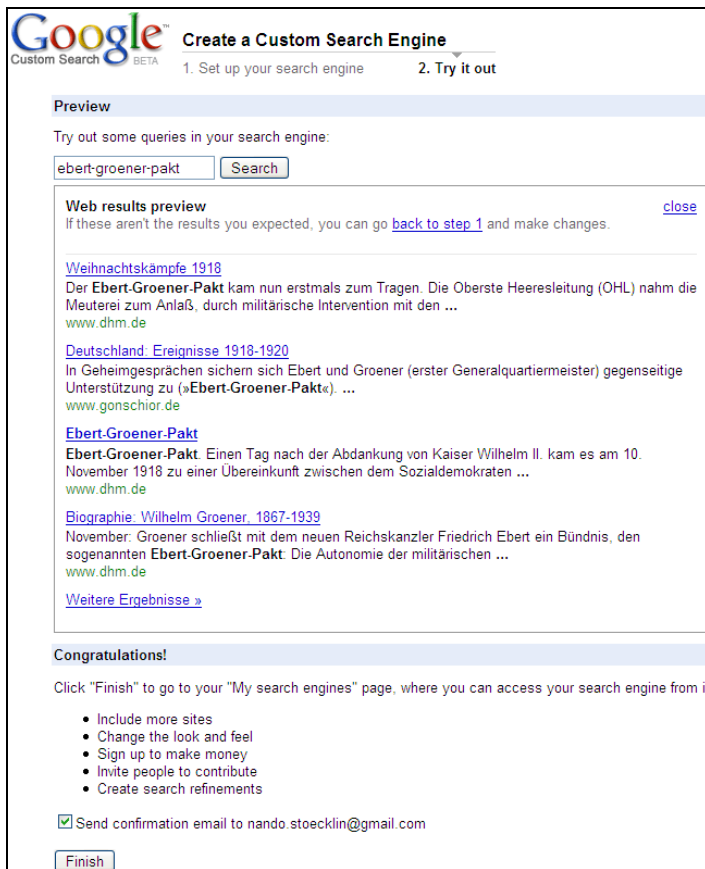 Google™
Custom Search BETA
Create a Custom Search Engine
1. Set up your search engine 2. Try it out
Preview
Try out some queries in your search engine:
ebert-groener-pakt Search
Web results preview close
If these aren't the results you expected, you can go back to step 1 and make changes.
Weihnachtskämpfe 1918
Der Ebert-Groener-Pakt kam nun erstmals zum Tragen. Die Oberste Heeresleitung (OHL) nahm die
Meuterei zum Anlaß, durch militärische Intervention mit den ...
www.dhm.de
Deutschland: Ereignisse 1918-1920
In Geheimgesprächen sichern sich Ebert und Groener (erster Generalquartiermeister) gegenseitige
Unterstützung zu (»Ebert-Groener-Pakt«). ...
www.gonschior.de
Ebert-Groener-Pakt
Ebert-Groener-Pakt. Einen Tag nach der Abdankung von Kaiser Wilhelm II. kam es am 10.
November 1918 zu einer Übereinkunft zwischen dem Sozialdemokraten ...
www.dhm.de
Biographie: Wilhelm Groener, 1867-1939
November: Groener schließt mit dem neuen Reichskanzler Friedrich Ebert ein Bündnis, den
sogenannten Ebert-Groener-Pakt: Die Autonomie der militärischen ...
www.dhm.de
Weitere Ergebnisse »
Congratulations!
Click "Finish" to go to your "My search engines" page, where you can access your search engine from i
• Include more sites
• Change the look and feel
• Sign up to make money
• Invite people to contribute
• Create search refinements
Send confirmation email to nando.stoecklin@gmail.com
Finish